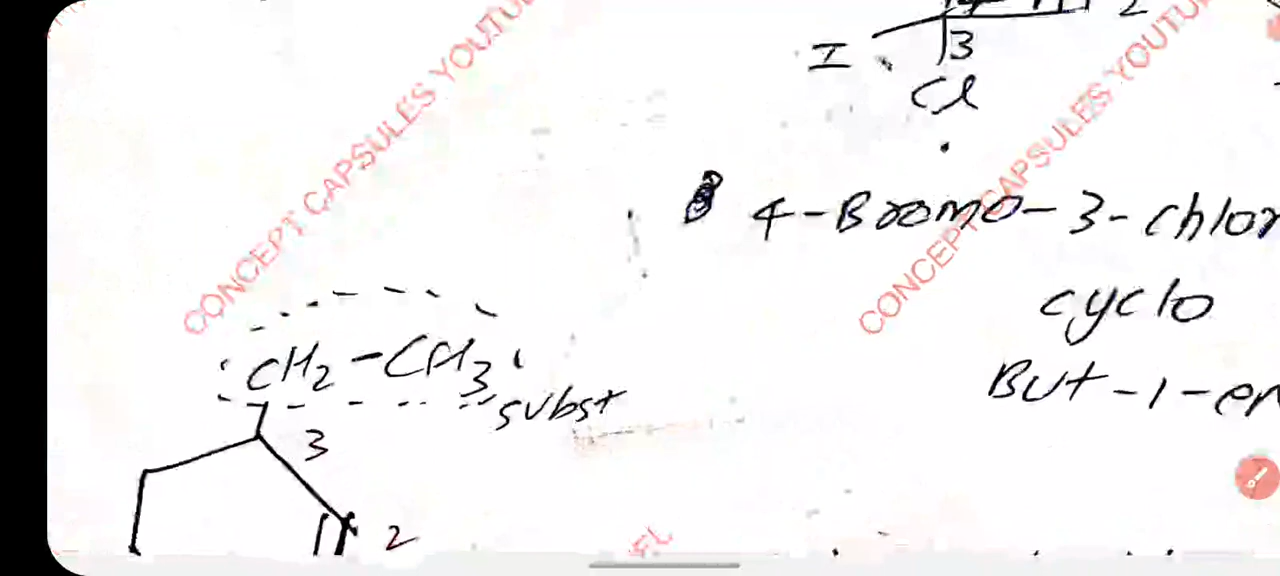 CONCEPT CAPSULES YOUTU
2
I
3
Cl
CONCEPT CAPSULES YOUTU
4-Bromo-3-chlor
cyclo
But-1-en
CH2-CH3
subst
3
2